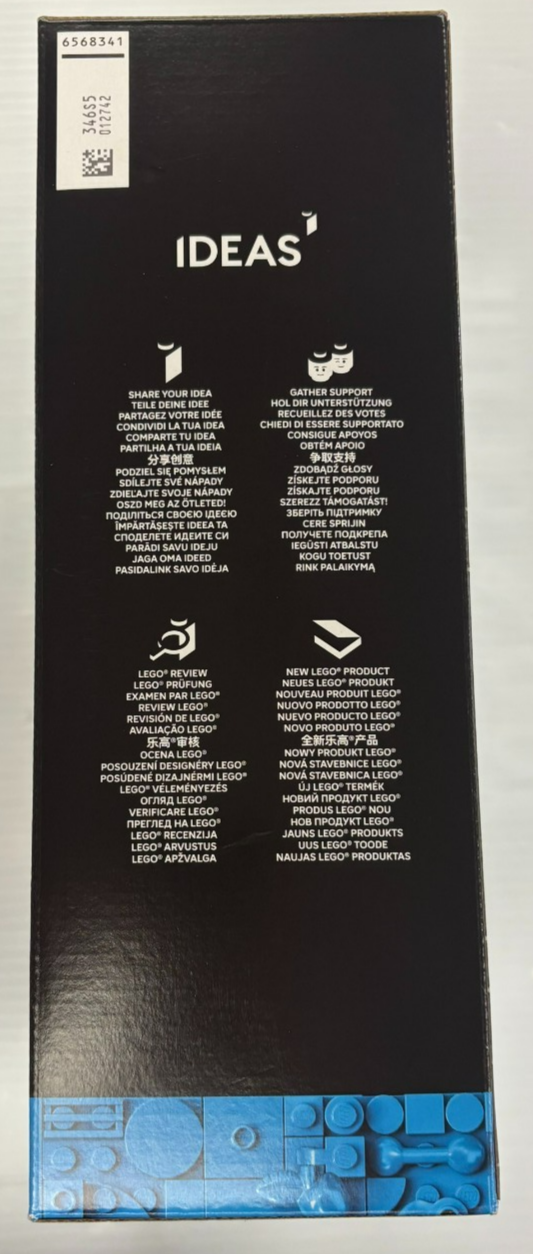 6568341
346S5
012742
IDEAS
SHARE YOUR IDEA
TEILE DEINE IDEE
PARTAGEZ VOTRE IDÉE
CONDIVIDI LA TUA IDEA
COMPARTE TU IDEA
PARTILHA A TUA IDEIA
分享创意
PODZIEL SIĘ POMYSŁEM
SDÍLEJTE SVÉ NÁPADY
ZDIEĽAJTE SVOJE NÁPADY
OSZD MEG AZ ÖTLETED!
ПОДІЛІТЬСЯ СВОЄЮ ІДЕЄЮ
ÎMPĂRTĂȘEȘTE IDEEA TA
СПОДЕЛЕТЕ ИДЕИТЕ СИ
PARĀDI SAVU IDEJU
JAGA OMA IDEED
PASIDALINK SAVO IDĖJA
GATHER SUPPORT
HOL DIR UNTERSTÜTZUNG
RECUEILLEZ DES VOTES
CHIEDI DI ESSERE SUPPORTATO
CONSIGUE APOYOS
OBTÉM APOIO
争取支持
ZDOBĄDŹ GŁOSY
ZÍSKEJTE PODPORU
ZÍSKAJTE PODPORU
SZEREZZ TÁMOGATÁST!
ЗБЕРІТЬ ПІДТРИМКУ
CERE SPRIJIN
ПОЛУЧЕТЕ ПОДКРЕПА
IEGŪSTI ATBALSTU
KOGU TOETUST
RINK PALAIKYMĄ
LEGO® REVIEW
LEGO® PRÜFUNG
EXAMEN PAR LEGO®
REVIEW LEGO®
REVISIÓN DE LEGO®
AVALIAÇÃO LEGO®
乐高®审核
OCENA LEGO®
POSOUZENÍ DESIGNÉRY LEGO®
POSÚDENÉ DIZAJNÉRMI LEGO®
LEGO® VÉLEMÉNYEZÉS
ОГЛЯД LEGO®
VERIFICARE LEGO®
ПРЕГЛЕД НА LEGO®
LEGO® RECENZIJA
LEGO® ARVUSTUS
LEGO® APŽVALGA
NEW LEGO® PRODUCT
NEUES LEGO® PRODUKT
NOUVEAU PRODUIT LEGO®
NUOVO PRODOTTO LEGO®
NUEVO PRODUCTO LEGO®
NOVO PRODUTO LEGO®
全新乐高®产品
NOWY PRODUKT LEGO®
NOVÁ STAVEBNICE LEGO®
NOVÁ STAVEBNICA LEGO®
ÚJ LEGO® TERMÉK
НОВИЙ ПРОДУКТ LEGO®
PRODUS LEGO® NOU
НОВ ПРОДУКТ LEGO®
JAUNS LEGO® PRODUKTS
UUS LEGO® TOODE
NAUJAS LEGO® PRODUKTAS